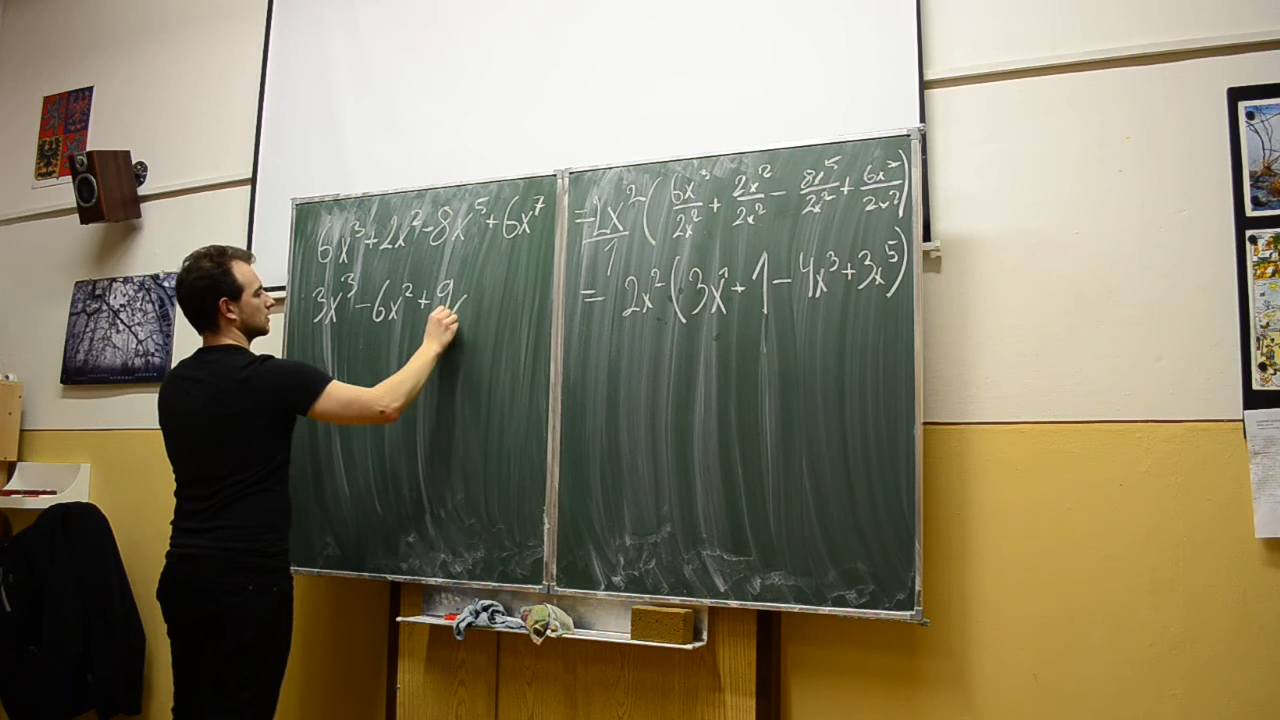 6x³+2x²-8x⁵+6x⁷
=2x²/1(6x³/2x²+2x²/2x²-8x⁵/2x²+6x⁷/2x²)
3x³-6x²+9
=2x²(3x¹+1-4x³+3x⁵)